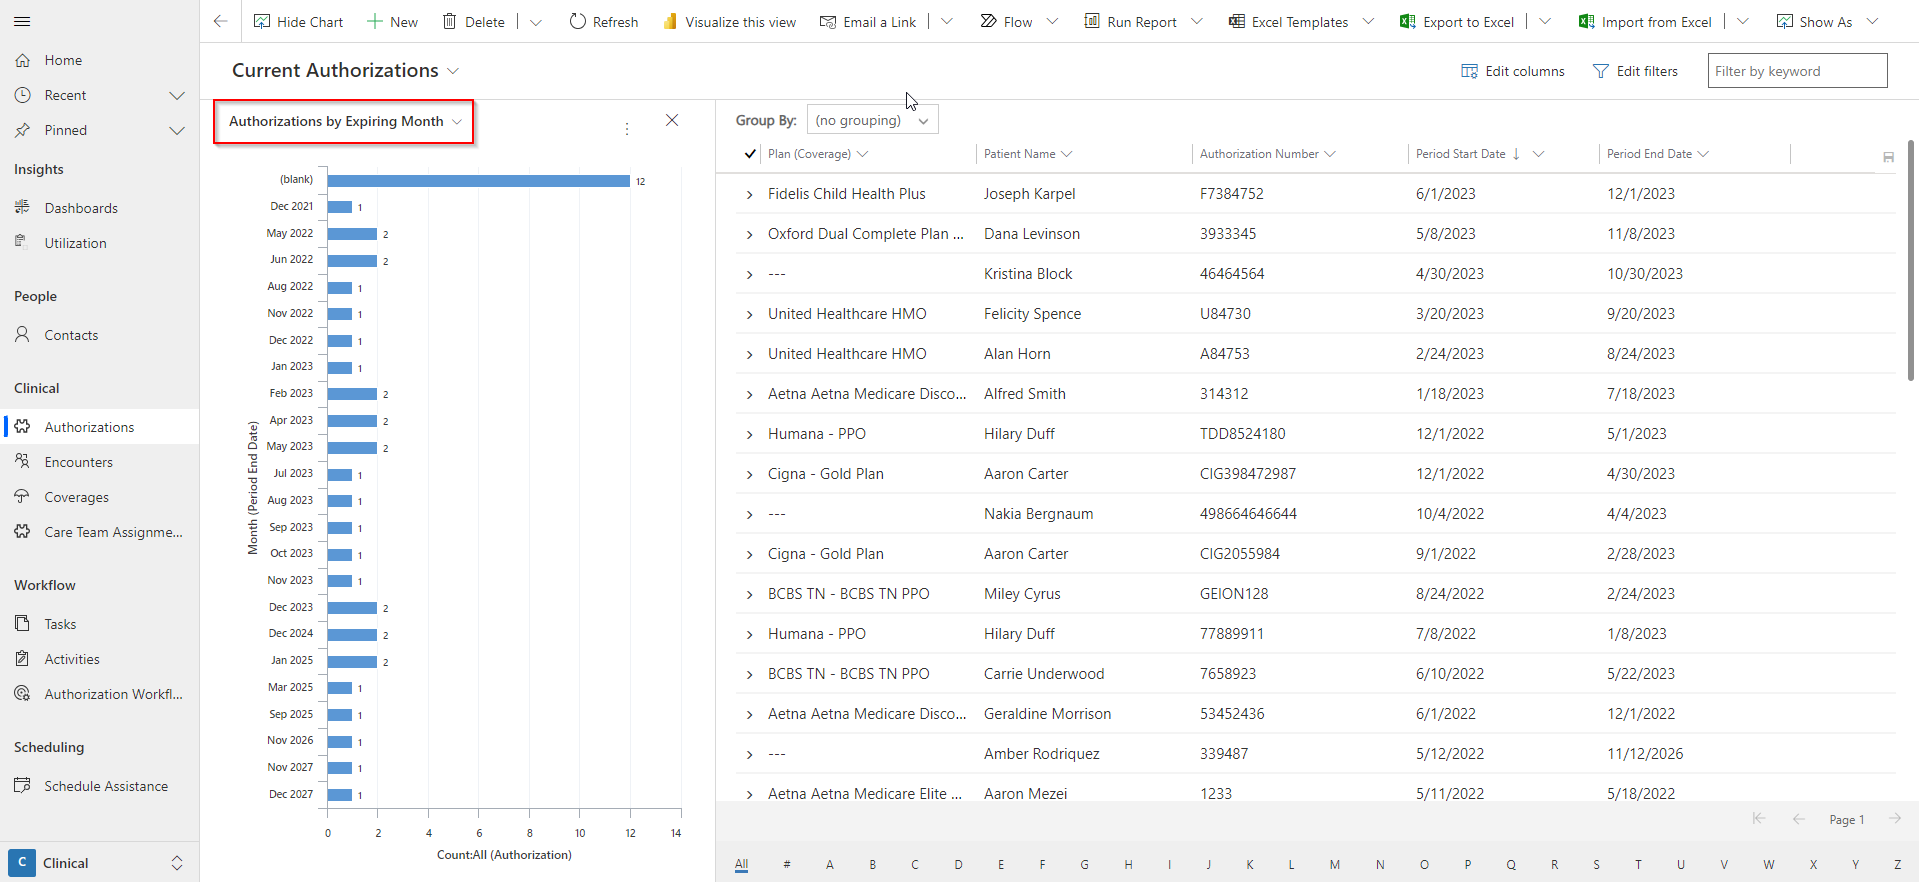 Hide Chart New Delete Refresh Visualize this view Email a Link Flow Run Report Excel Templates Export to Excel Import from Excel Show As
Home
Recent
Pinned
Insights
Dashboards
Utilization
People
Contacts
Clinical
Authorizations
Encounters
Coverages
Care Team Assignme...
Workflow
Tasks
Activities
Authorization Workfl...
Scheduling
Schedule Assistance
C Clinical
Current Authorizations
Edit columns Edit filters Filter by keyword
Authorizations by Expiring Month
Month (Period End Date)
(blank) 12
Dec 2021 1
May 2022 2
Jun 2022 2
Aug 2022 1
Nov 2022 1
Dec 2022 1
Jan 2023 1
Feb 2023 2
Apr 2023 2
May 2023 2
Jul 2023 1
Aug 2023 1
Sep 2023 1
Oct 2023 1
Nov 2023 1
Dec 2023 2
Dec 2024 2
Jan 2025 2
Mar 2025 1
Sep 2025 1
Nov 2026 1
Nov 2027 1
Dec 2027 1
0 2 4 6 8 10 12 14
Count:All (Authorization)
Group By: (no grouping)
Plan (Coverage) Patient Name Authorization Number Period Start Date Period End Date
Fidelis Child Health Plus Joseph Karpel F7384752 6/1/2023 12/1/2023
Oxford Dual Complete Plan ... Dana Levinson 3933345 5/8/2023 11/8/2023
--- Kristina Block 46464564 4/30/2023 10/30/2023
United Healthcare HMO Felicity Spence U84730 3/20/2023 9/20/2023
United Healthcare HMO Alan Horn A84753 2/24/2023 8/24/2023
Aetna Aetna Medicare Disco... Alfred Smith 314312 1/18/2023 7/18/2023
Humana - PPO Hilary Duff TDD8524180 12/1/2022 5/1/2023
Cigna - Gold Plan Aaron Carter CIG398472987 12/1/2022 4/30/2023
--- Nakia Bergnaum 498664646644 10/4/2022 4/4/2023
Cigna - Gold Plan Aaron Carter CIG2055984 9/1/2022 2/28/2023
BCBS TN - BCBS TN PPO Miley Cyrus GEION128 8/24/2022 2/24/2023
Humana - PPO Hilary Duff 77889911 7/8/2022 1/8/2023
BCBS TN - BCBS TN PPO Carrie Underwood 7658923 6/10/2022 5/22/2023
Aetna Aetna Medicare Disco... Geraldine Morrison 53452436 6/1/2022 12/1/2022
--- Amber Rodriquez 339487 5/12/2022 11/12/2026
Aetna Aetna Medicare Elite ... Aaron Mezei 1233 5/11/2022 5/18/2022
Page 1
All # A B C D E F G H I J K L M N O P Q R S T U V W X Y Z